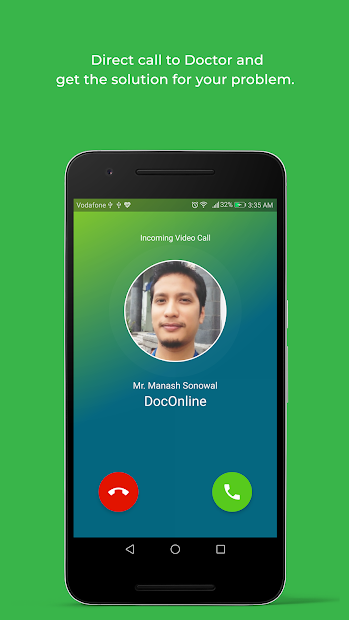 Direct call to Doctor and
get the solution for your problem.
Vodafone 32% 3:35 AM
Incoming Video Call
Mr. Manash Sonowal
DocOnline